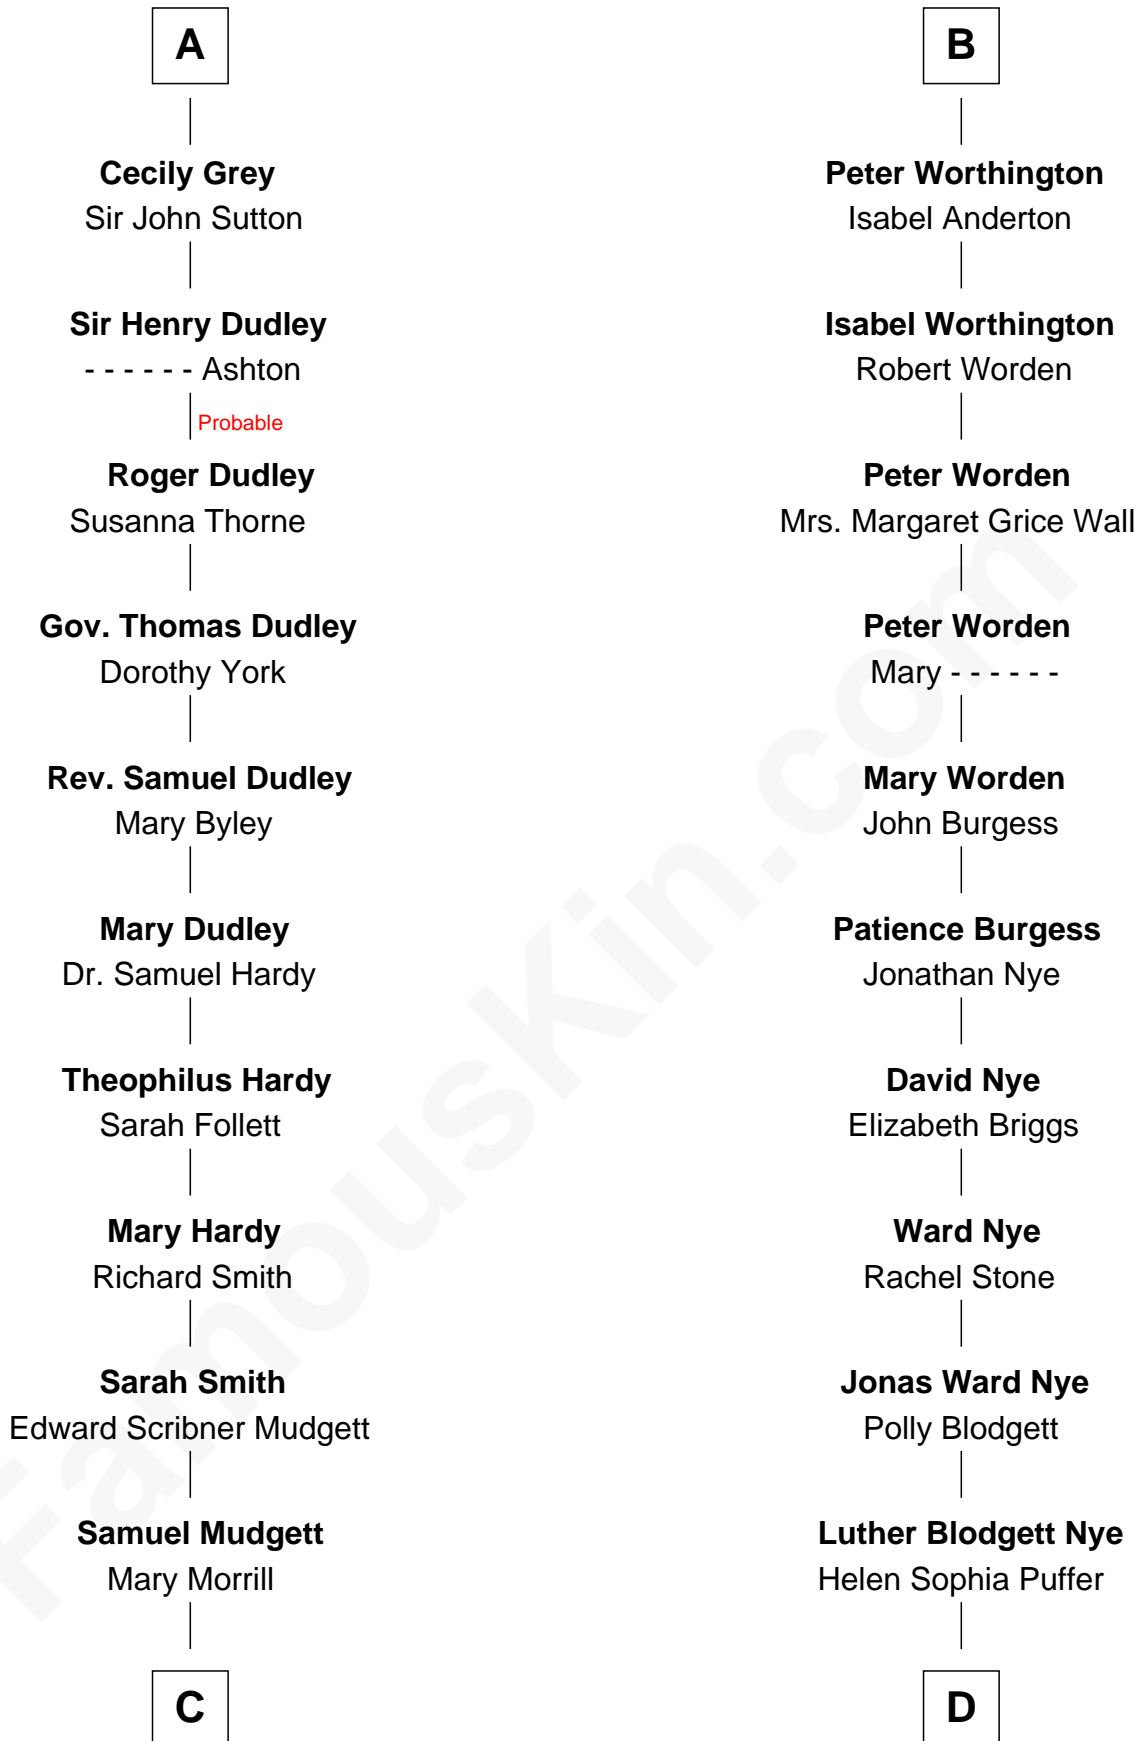 A
Cecily Grey
Sir John Sutton
Sir Henry Dudley
- - - - - - Ashton
Probable
Roger Dudley
Susanna Thorne
Gov. Thomas Dudley
Dorothy York
Rev. Samuel Dudley
Mary Byley
Mary Dudley
Dr. Samuel Hardy
Theophilus Hardy
Sarah Follett
Mary Hardy
Richard Smith
Sarah Smith
Edward Scribner Mudgett
Samuel Mudgett
Mary Morrill
C
B
Peter Worthington
Isabel Anderton
Isabel Worthington
Robert Worden
Peter Worden
Mrs. Margaret Grice Wall
Peter Worden
Mary - - - - - -
Mary Worden
John Burgess
Patience Burgess
Jonathan Nye
David Nye
Elizabeth Briggs
Ward Nye
Rachel Stone
Jonas Ward Nye
Polly Blodgett
Luther Blodgett Nye
Helen Sophia Puffer
D
FamousKin.com